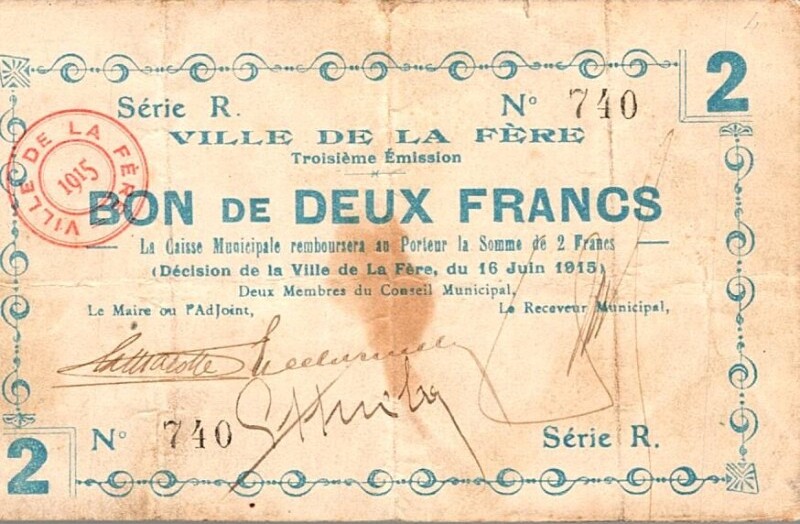 2
Série R. No 740
VILLE DE LA FÈRE
Troisième Émission
VILLE DE LA FÈRE
1915
BON DE DEUX FRANCS
La Caisse Municipale remboursera au Porteur la Somme de 2 Francs
(Décision de la Ville de La Fère, du 16 Juin 1915)
Deux Membres du Conseil Municipal,
Le Maire ou l'Adjoint, Le Receveur Municipal,
No 740 Série R.
2